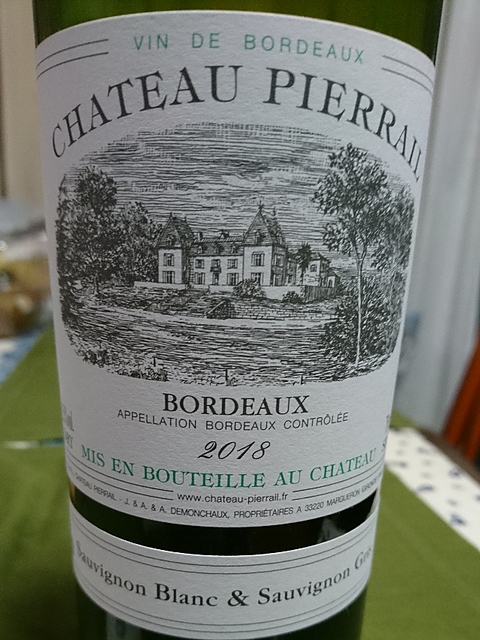 VIN DE BORDEAUX
CHATEAU PIERRAIL
BORDEAUX
APPELLATION BORDEAUX CONTRÔLÉE
2018
MIS EN BOUTEILLE AU CHATEAU
www.chateau-pierrail.fr
CHATEAU PIERRAIL - J. & A. & A. DEMONCHAUX, PROPRIÉTAIRES A 33220 MARGUERON
Sauvignon Blanc & Sauvignon Gris